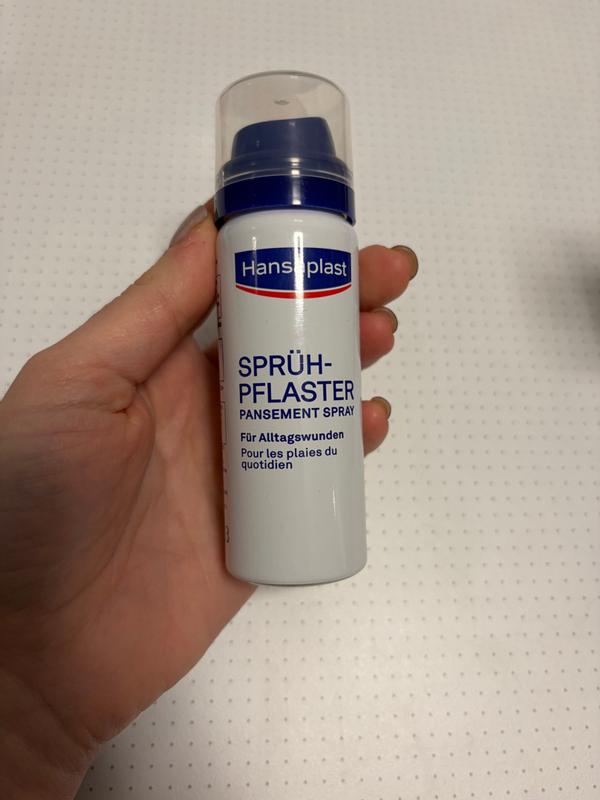 Hansaplast
SPRÜH-
PFLASTER
PANSEMENT SPRAY
Für Alltagswunden
Pour les plaies du
quotidien